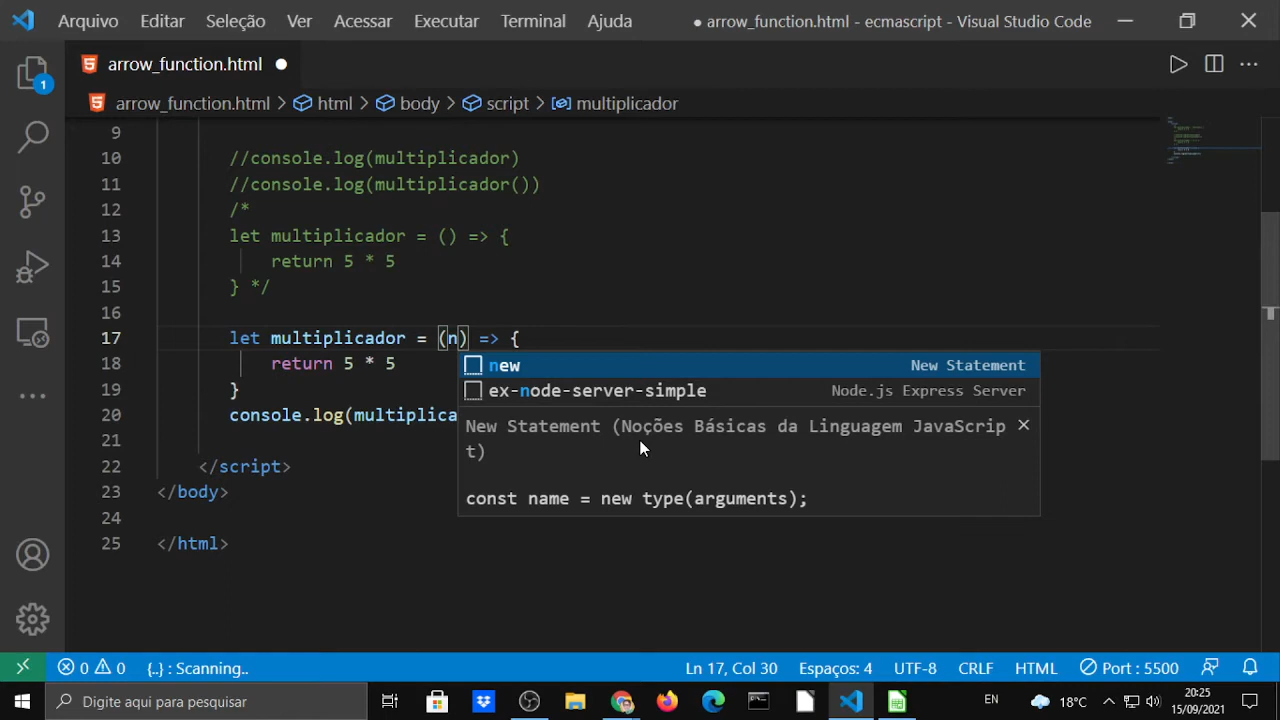 Arquivo Editar Seleção Ver Acessar Executar Terminal Ajuda ● arrow_function.html - ecmascript - Visual Studio Code
arrow_function.html
arrow_function.html > html > body > script > multiplicador
9
10 //console.log(multiplicador)
11 //console.log(multiplicador())
12 /*
13 let multiplicador = () => {
14 return 5 * 5
15 } */
16
17 let multiplicador = (n) => {
18 return 5 * 5
new New Statement
19 }
ex-node-server-simple Node.js Express Server
20 console.log(multiplica
New Statement (Noções Básicas da Linguagem JavaScrip
t)
21
22 </script>
23 </body>
const name = new type(arguments);
24
25 </html>
1
0 0 {..} : Scanning.. Ln 17, Col 30 Espaços: 4 UTF-8 CRLF HTML Port : 5500
Digite aqui para pesquisar EN 18°C 20:25
15/09/2021